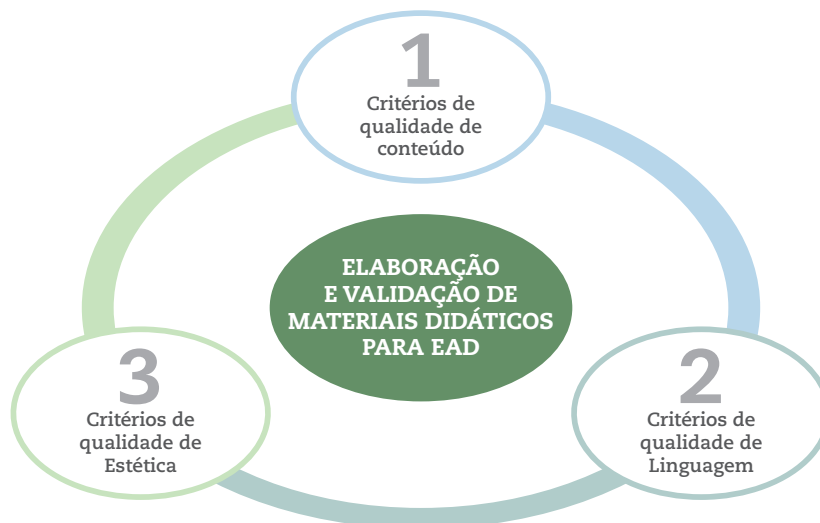 1
Critérios de
qualidade de
conteúdo
ELABORAÇÃO
E VALIDAÇÃO DE
MATERIAIS DIDÁTICOS
PARA EAD
3
Critérios de
qualidade de
Estética
2
Critérios de
qualidade de
Linguagem